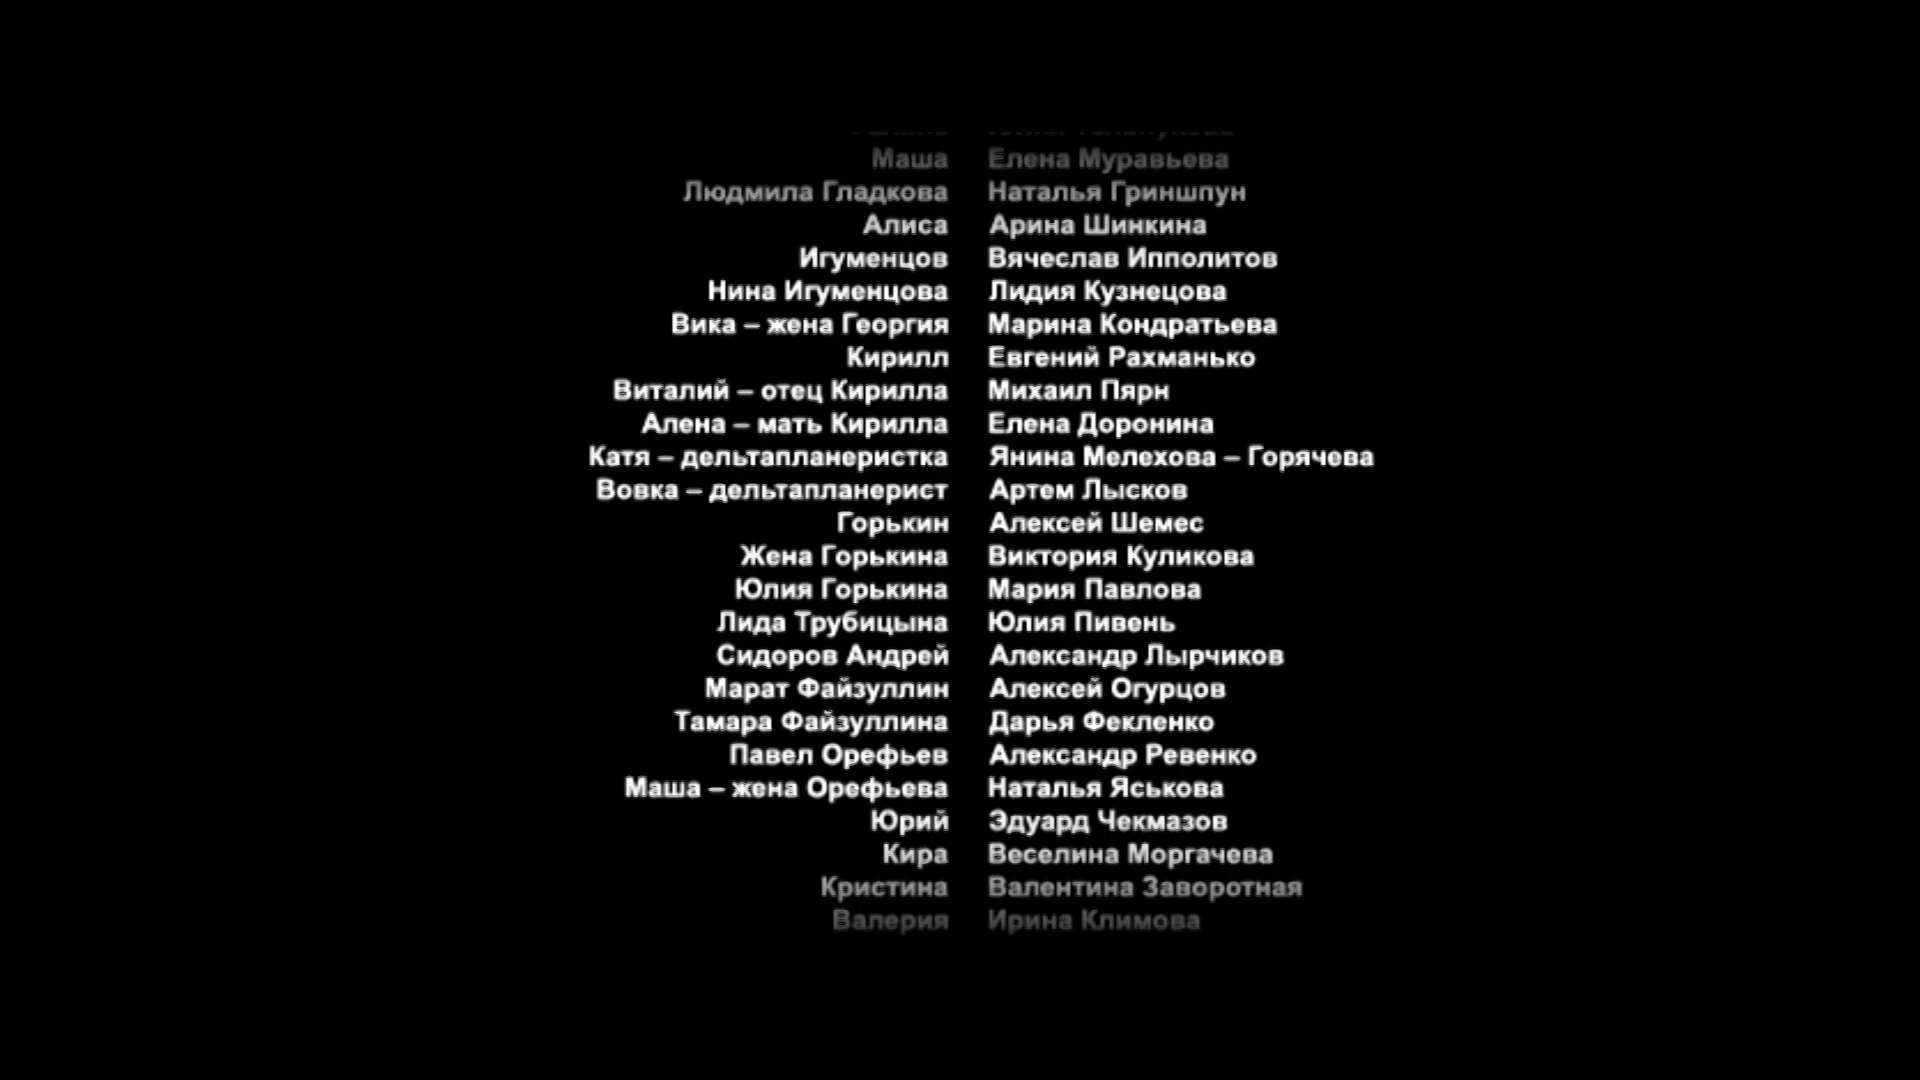 Маша Елена Муравьева
Людмила Гладкова Наталья Гриншпун
Алиса Арина Шинкина
Игуменцов Вячеслав Ипполитов
Нина Игуменцова Лидия Кузнецова
Вика – жена Георгия Марина Кондратьева
Кирилл Евгений Рахманько
Виталий – отец Кирилла Михаил Пярн
Алена – мать Кирилла Елена Доронина
Катя – дельтапланеристка Янина Мелехова – Горячева
Вовка – дельтапланерист Артем Лысков
Горькин Алексей Шемес
Жена Горькина Виктория Куликова
Юлия Горькина Мария Павлова
Лида Трубицына Юлия Пивень
Сидоров Андрей Александр Лырчиков
Марат Файзуллин Алексей Огурцов
Тамара Файзуллина Дарья Фекленко
Павел Орефьев Александр Ревенко
Маша – жена Орефьева Наталья Яськова
Юрий Эдуард Чекмазов
Кира Веселина Моргачева
Кристина Валентина Заворотная
Валерия Ирина Климова